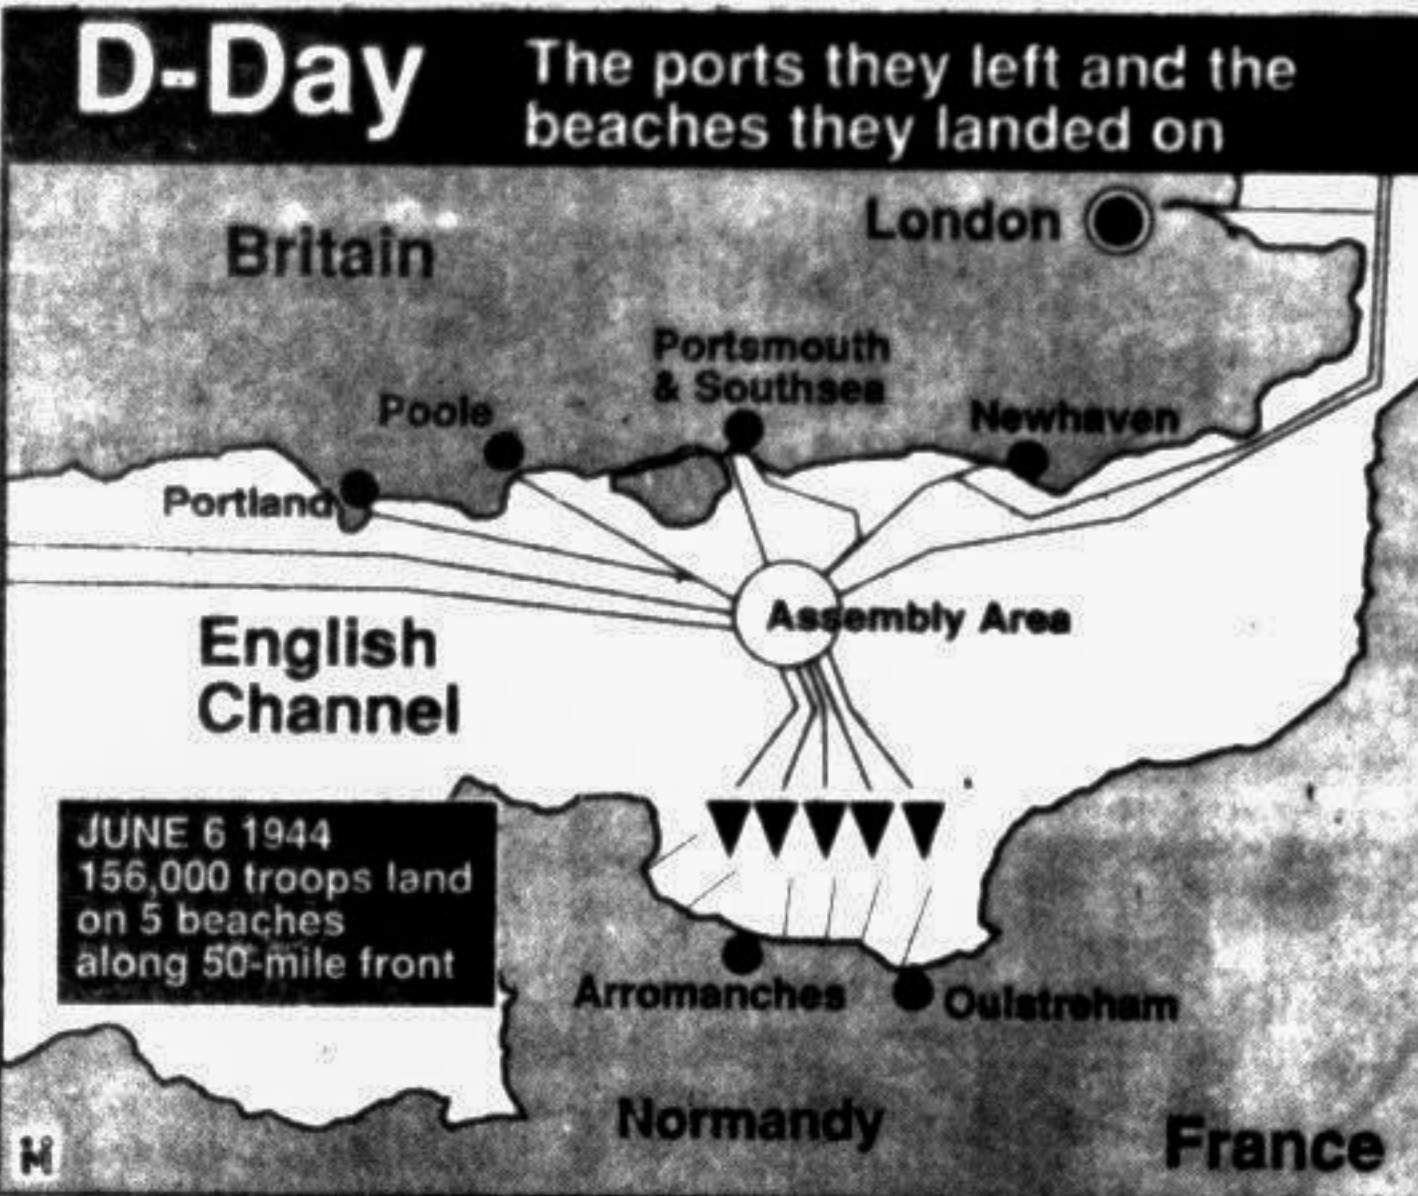 D-Day
The ports they left and the
beaches they landed on
London
Britain
Portsmouth
& Southsea
Poole
Newhaven
Portland
Assembly Area
English
Channel
JUNE 6 1944
156,000 troops land
on 5 beaches
along 50-mile front
Arromanches
Ouistreham
Normandy
France